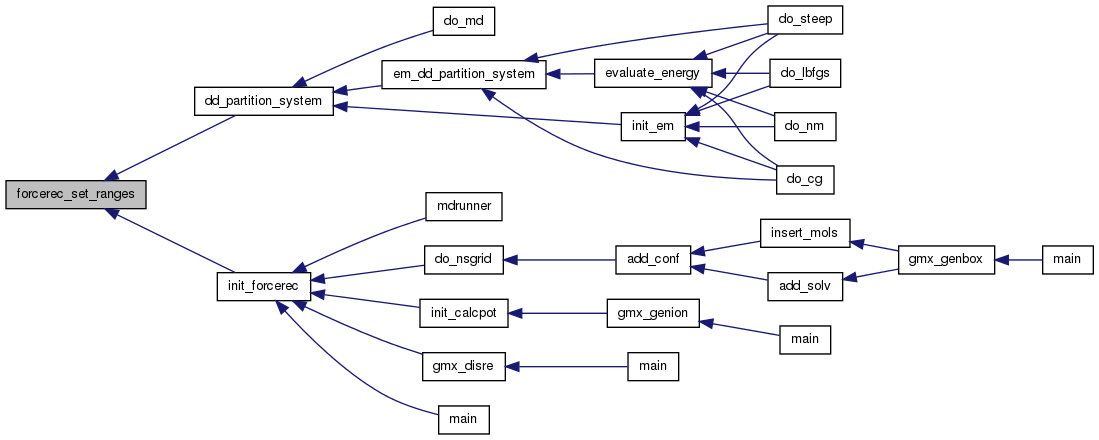 do_md
do_steep
em_dd_partition_system
evaluate_energy
do_lbfgs
dd_partition_system
init_em
do_nm
do_cg
forcerec_set_ranges
mdrunner
insert_mols
do_nsgrid
add_conf
gmx_genbox
main
init_forcerec
add_solv
init_calcpot
gmx_genion
main
gmx_disre
main
main